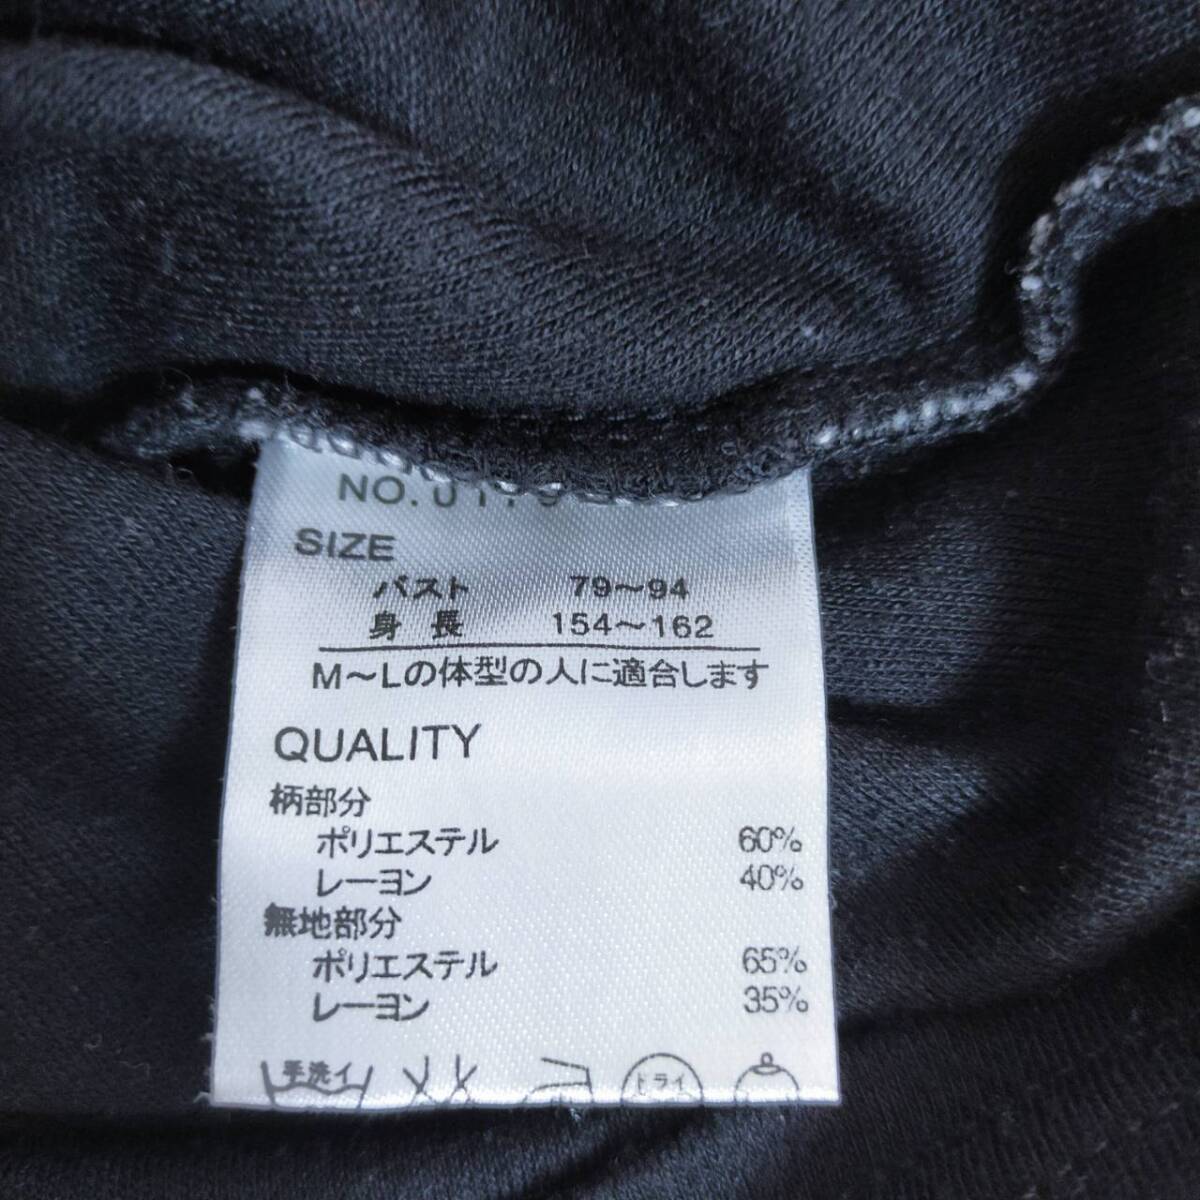 NO.
SIZE
バスト 79～94
身長 154～162
M～Lの体型の人に適合します
QUALITY
柄部分
ポリエステル 60%
レーヨン 40%
無地部分
ポリエステル 65%
レーヨン 35%
手洗イ ドライ